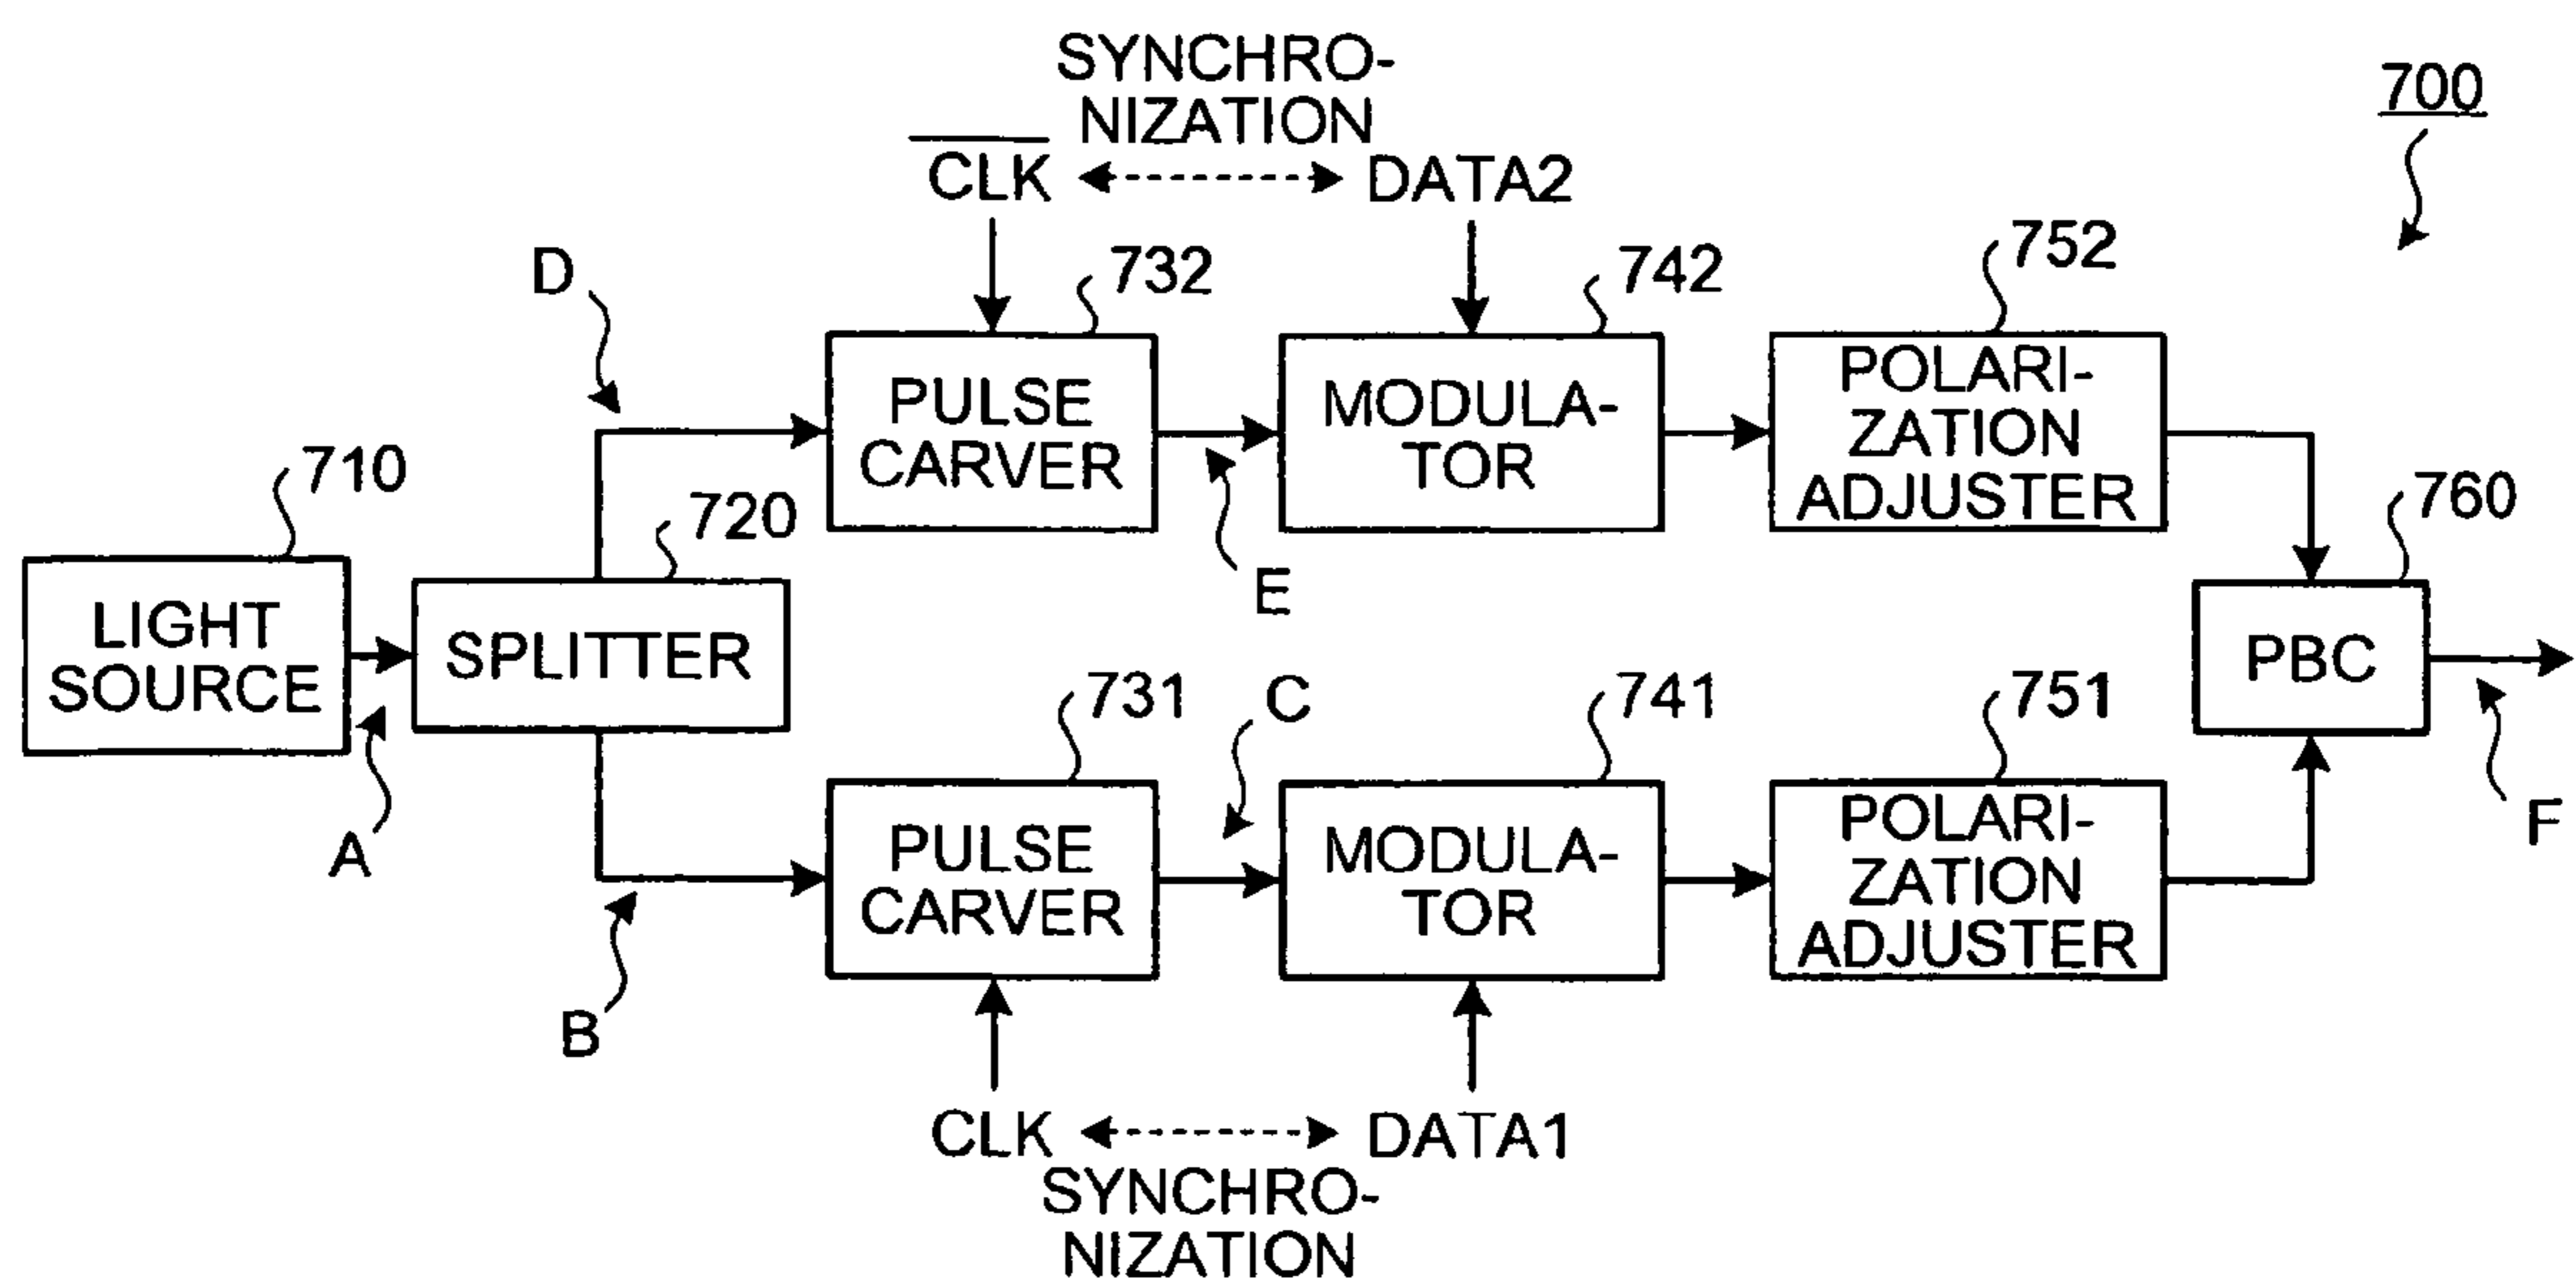 SYNCHRO-
NIZATION
700
CLK DATA2
D
732
742
752
PULSE
CARVER
MODULA-
TOR
POLARI-
ZATION
ADJUSTER
710
720
E
760
LIGHT
SOURCE
SPLITTER
PBC
A
731
C
741
751
F
PULSE
CARVER
MODULA-
TOR
POLARI-
ZATION
ADJUSTER
B
CLK DATA1
SYNCHRO-
NIZATION